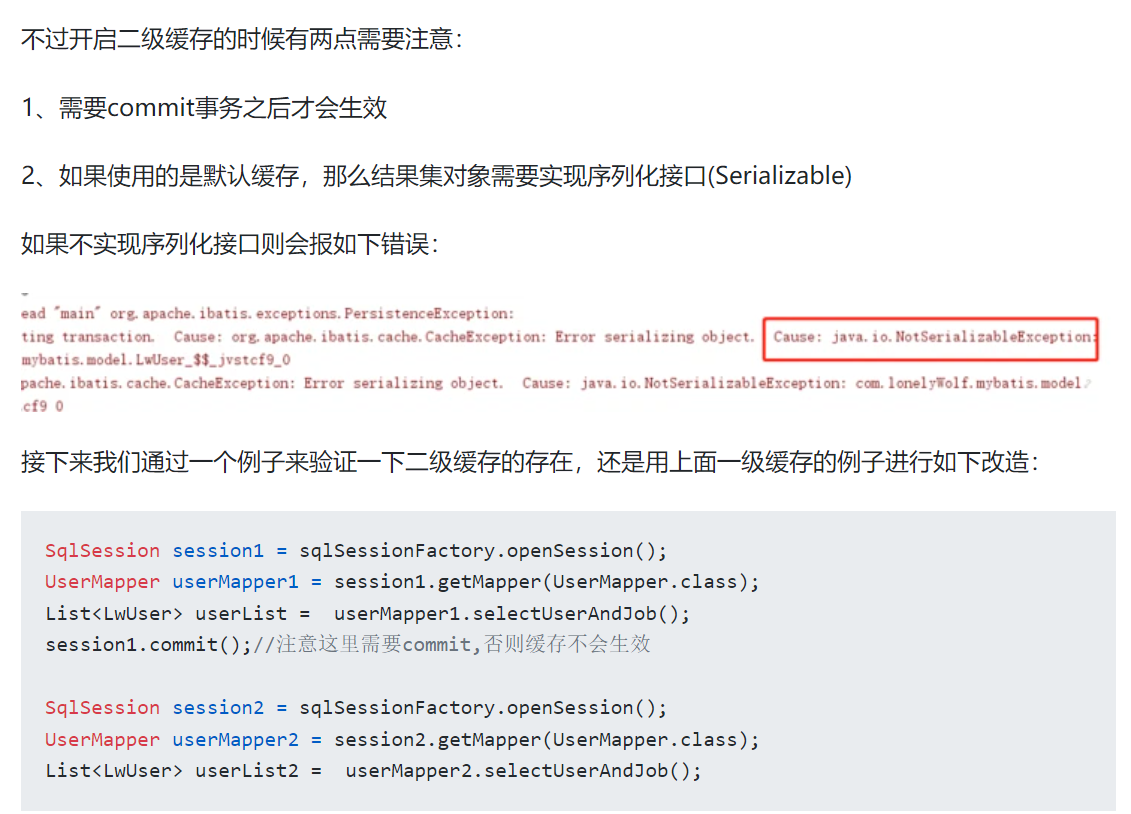 不过开启二级缓存的时候有两点需要注意：
1、需要commit事务之后才会生效
2、如果使用的是默认缓存，那么结果集对象需要实现序列化接口(Serializable)
如果不实现序列化接口则会报如下错误：
ead "main" org.apache.ibatis.exceptions.PersistenceException:
ting transaction.  Cause: org.apache.ibatis.cache.CacheException: Error serializing object.  Cause: java.io.NotSerializableException:
mybatis.model.LwUser_$$_jvstcf9_0
pache.ibatis.cache.CacheException: Error serializing object.  Cause: java.io.NotSerializableException: com.lonelyWolf.mybatis.model.
cf9_0
接下来我们通过一个例子来验证一下二级缓存的存在，还是用上面一级缓存的例子进行如下改造：
SqlSession session1 = sqlSessionFactory.openSession();
UserMapper userMapper1 = session1.getMapper(UserMapper.class);
List<LwUser> userList =  userMapper1.selectUserAndJob();
session1.commit();//注意这里需要commit,否则缓存不会生效
SqlSession session2 = sqlSessionFactory.openSession();
UserMapper userMapper2 = session2.getMapper(UserMapper.class);
List<LwUser> userList2 =  userMapper2.selectUserAndJob();